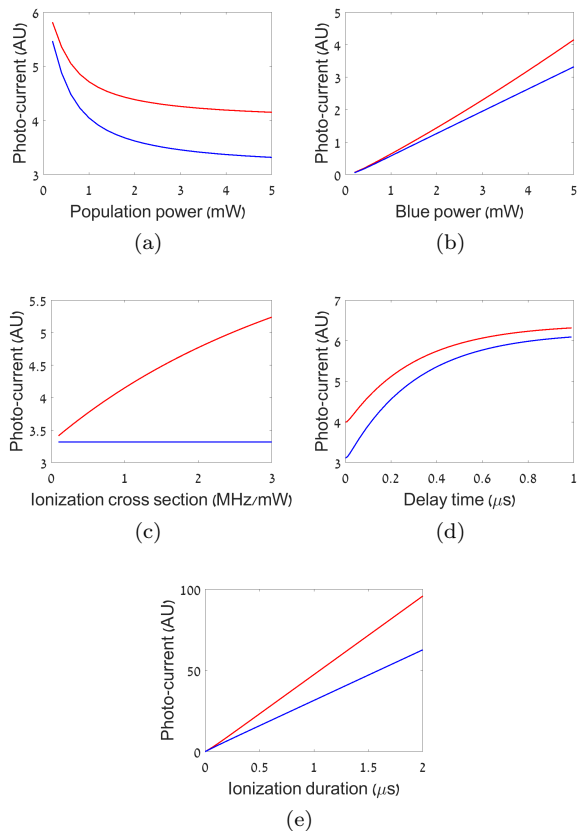 Photo-current (AU)
6
5
4
3
0 1 2 3 4 5
Population power (mW)
(a)
Photo-current (AU)
5
4
3
2
1
0
0 1 2 3 4 5
Blue power (mW)
(b)
Photo-current (AU)
5.5
5
4.5
4
3.5
3
0 1 2 3
Ionization cross section (MHz/mW)
(c)
Photo-current (AU)
7
6
5
4
3
0 0.2 0.4 0.6 0.8 1
Delay time (μs)
(d)
Photo-current (AU)
100
50
0
0 0.5 1 1.5 2
Ionization duration (μs)
(e)